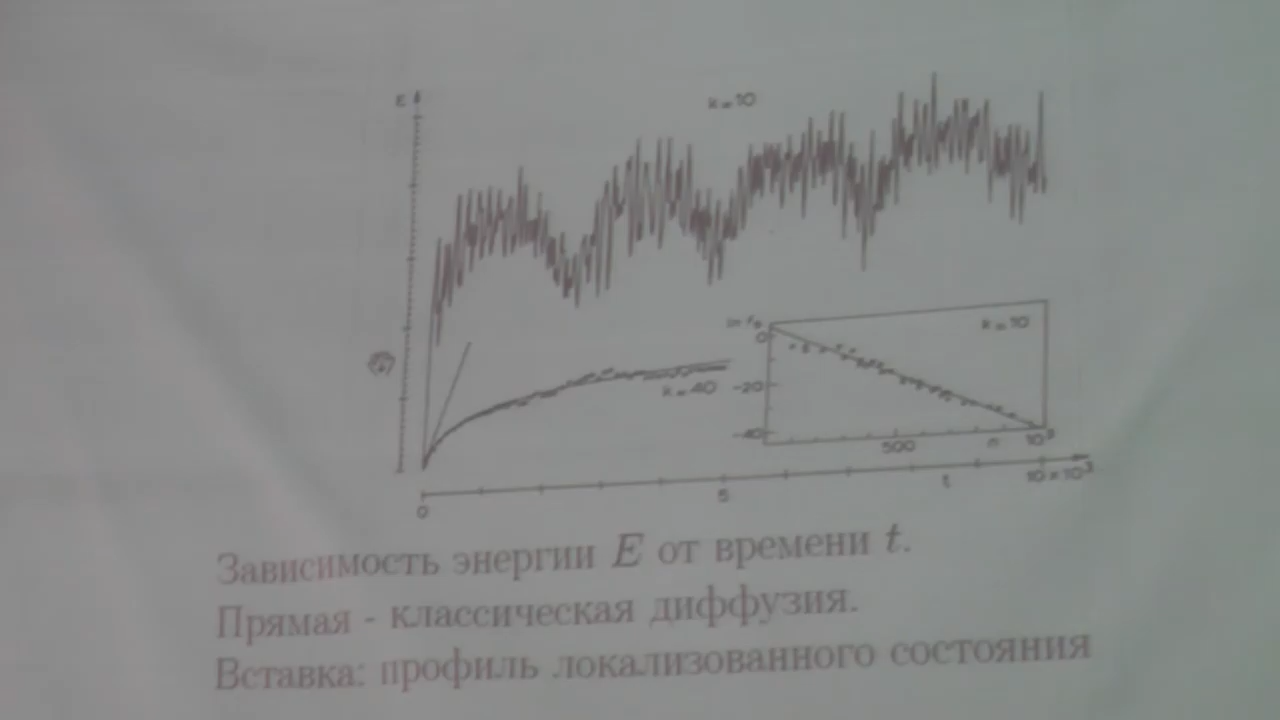 E
k=10
k=40
k=10
0
-20
-40
500
n
10³
0
5
t
10×10³
Зависимость энергии E от времени t.
Прямая - классическая диффузия.
Вставка: профиль локализованного состояния